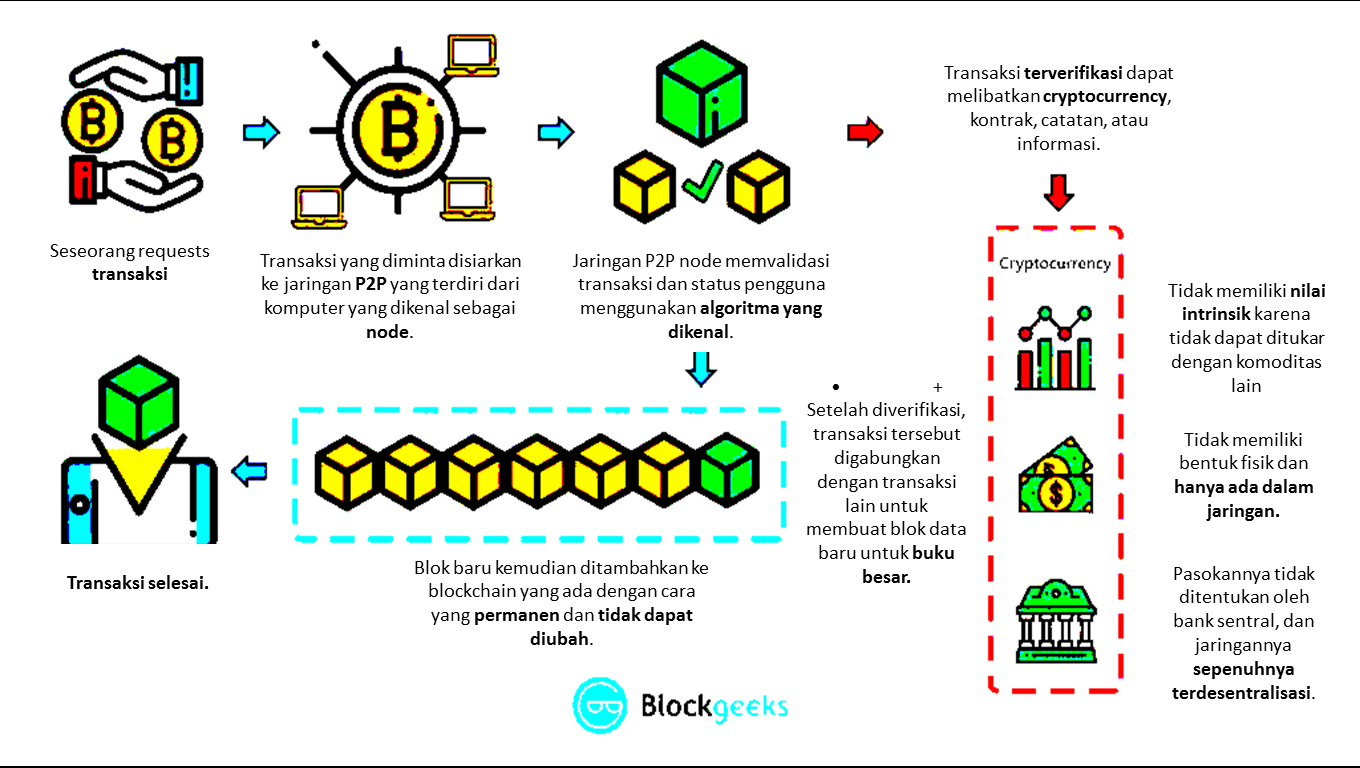 Seseorang requests
transaksi
Transaksi yang diminta disiarkan
ke jaringan P2P yang terdiri dari
komputer yang dikenal sebagai
node.
Jaringan P2P node memvalidasi
transaksi dan status pengguna
menggunakan algoritma yang
dikenal.
Transaksi terverifikasi dapat
melibatkan cryptocurrency,
kontrak, catatan, atau
informasi.
Cryptocurrency
Tidak memiliki nilai
intrinsik karena
tidak dapat ditukar
dengan komoditas
lain
Tidak memiliki
bentuk fisik dan
hanya ada dalam
jaringan.
Pasokannya tidak
ditentukan oleh
bank sentral, dan
jaringannya
sepenuhnya
terdesentralisasi.
• +
Setelah diverifikasi,
transaksi tersebut
digabungkan
dengan transaksi
lain untuk
membuat blok data
baru untuk buku
besar.
Blok baru kemudian ditambahkan ke
blockchain yang ada dengan cara
yang permanen dan tidak dapat
diubah.
Transaksi selesai.
Blockgeeks